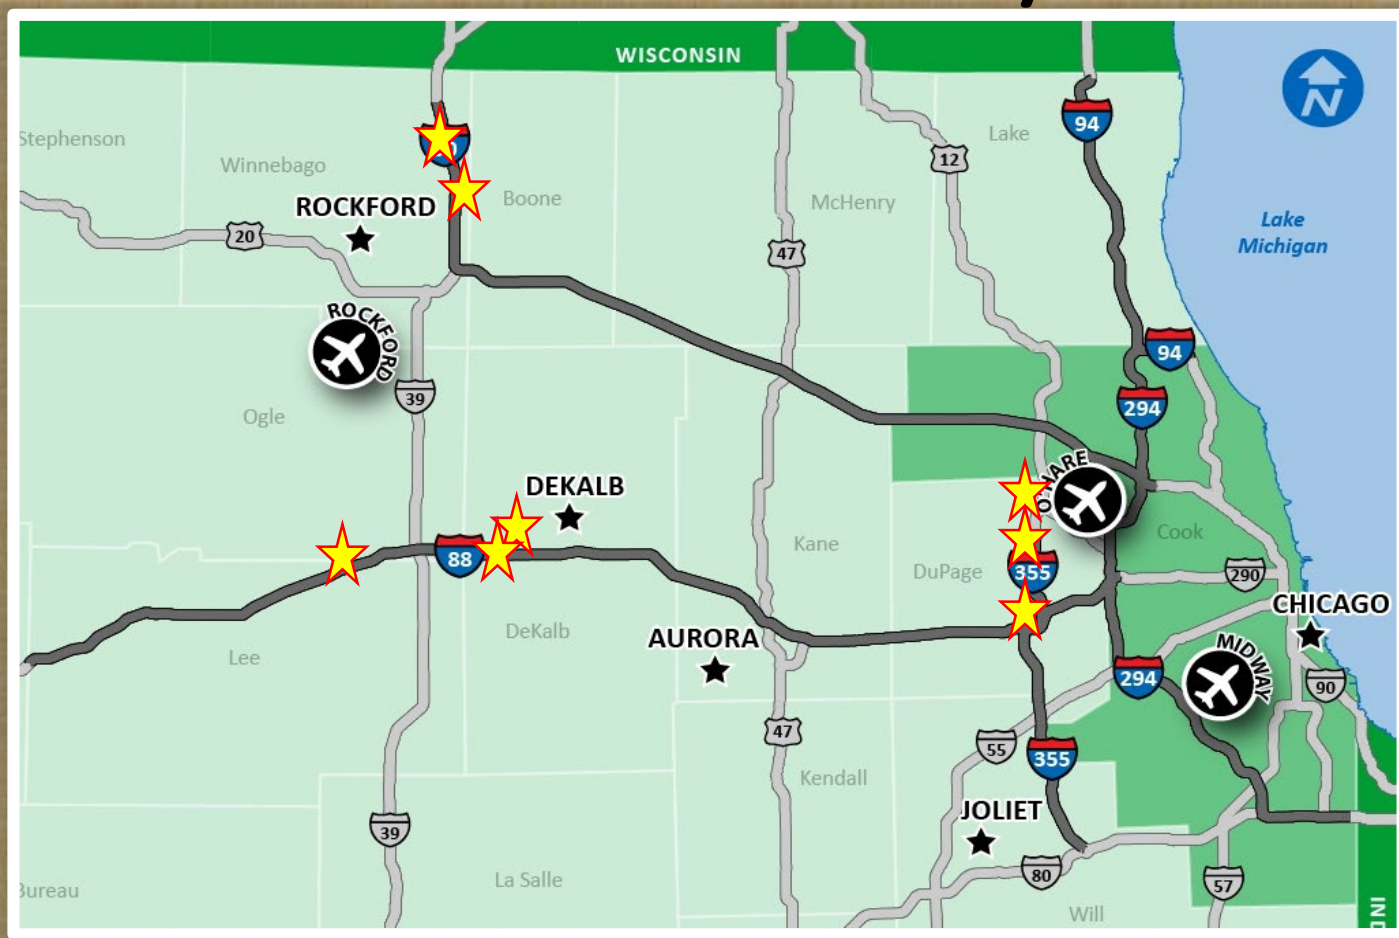 WISCONSIN
94
Stephenson
Lake
12
Winnebago
Boone
McHenry
ROCKFORD
Lake
Michigan
20
47
ROCKFORD
94
39
294
Ogle
O'HARE
DEKALB
Cook
Kane
88
DuPage
355
290
CHICAGO
DeKalb
AURORA
Lee
MIDWAY
294
90
47
55
355
Kendall
JOLIET
39
80
La Salle
57
Bureau
Will
N